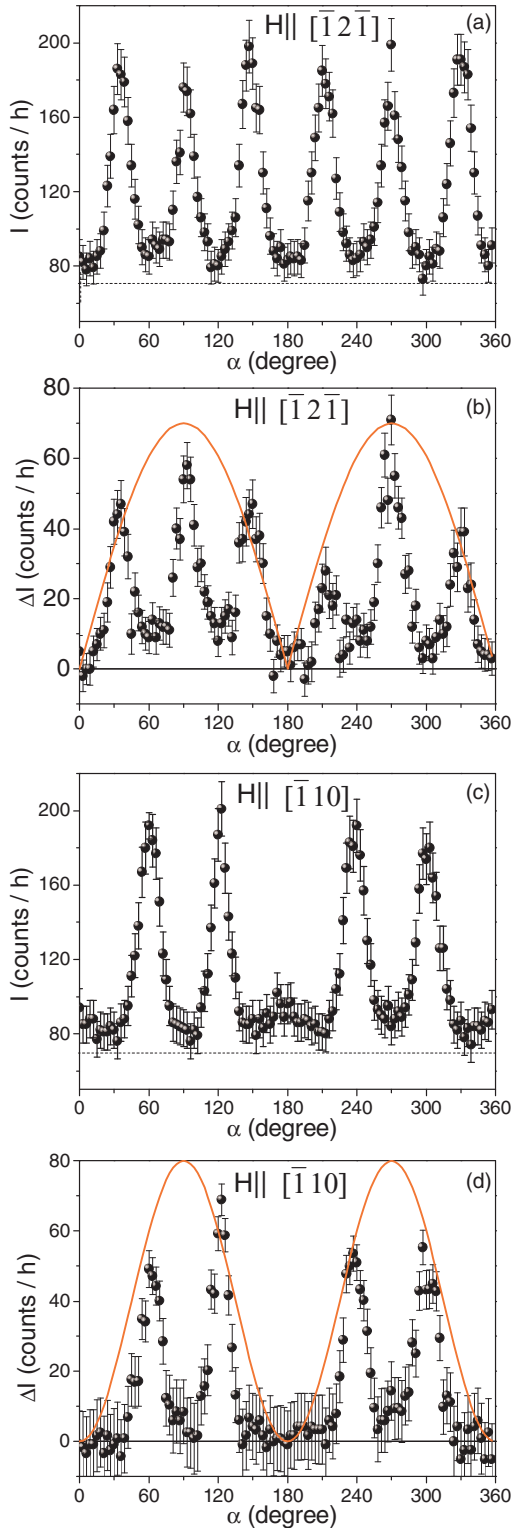 H|| [1̅21̅] (a)
200
160
120
80
I (counts / h)
0 60 120 180 240 300 360
α (degree)
H|| [1̅21̅] (b)
80
60
40
20
0
ΔI (counts / h)
0 60 120 180 240 300 360
α (degree)
H|| [1̅10] (c)
200
160
120
80
I (counts / h)
0 60 120 180 240 300 360
α (degree)
H|| [1̅10] (d)
80
60
40
20
0
ΔI (counts / h)
0 60 120 180 240 300 360
α (degree)